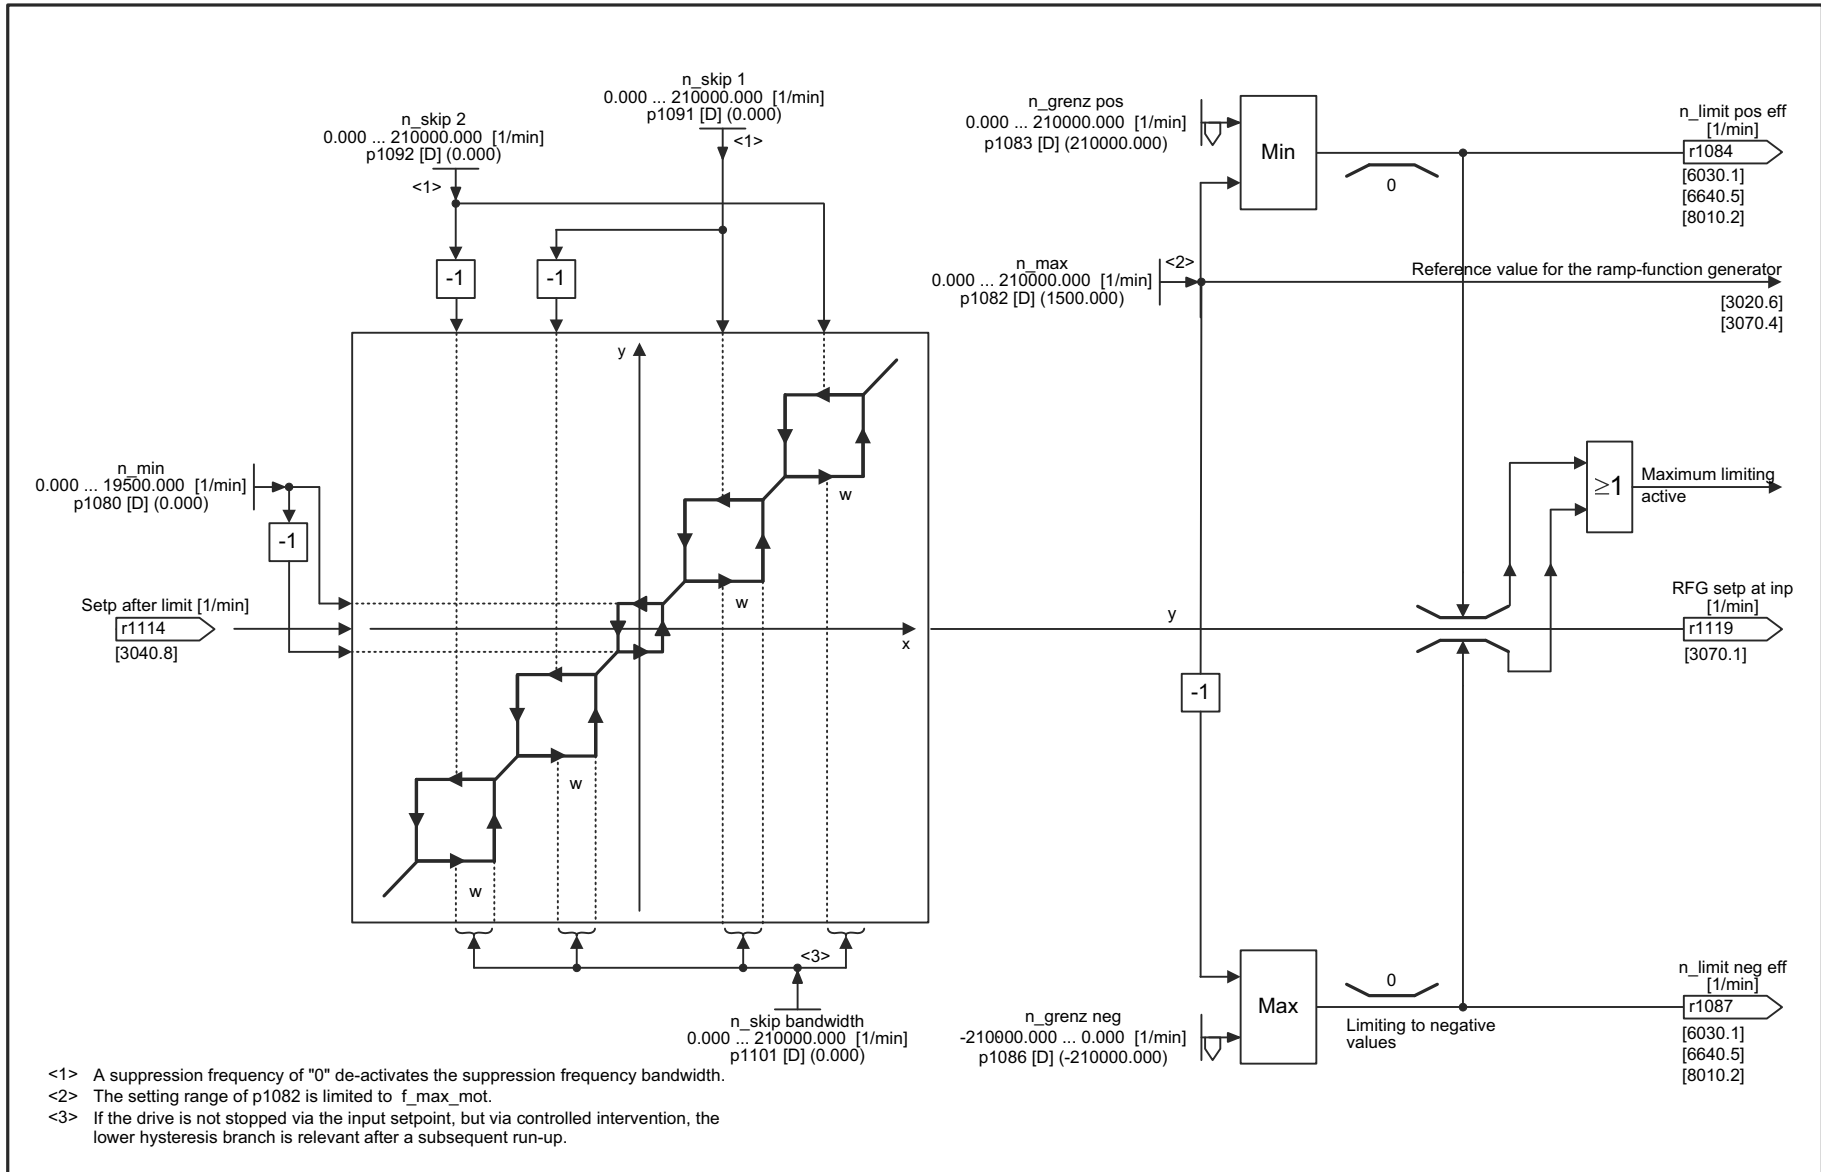 n_skip 1
0.000 ... 210000.000 [1/min]
p1091 [D] (0.000)
<1>
n_skip 2
0.000 ... 210000.000 [1/min]
p1092 [D] (0.000)
<1>
-1
-1
n_min
0.000 ... 19500.000 [1/min]
p1080 [D] (0.000)
-1
Setp after limit [1/min]
r1114
[3040.8]
y
x
w
w
w
w
<3>
n_skip bandwidth
0.000 ... 210000.000 [1/min]
p1101 [D] (0.000)
n_grenz pos
0.000 ... 210000.000 [1/min]
p1083 [D] (210000.000)
Min
0
n_limit pos eff
[1/min]
r1084
[6030.1]
[6640.5]
[8010.2]
n_max
0.000 ... 210000.000 [1/min]
p1082 [D] (1500.000)
<2>
Reference value for the ramp-function generator
[3020.6]
[3070.4]
≥1
Maximum limiting
active
y
RFG setp at inp
[1/min]
r1119
[3070.1]
-1
n_grenz neg
-210000.000 ... 0.000 [1/min]
p1086 [D] (-210000.000)
Max
0
Limiting to negative
values
n_limit neg eff
[1/min]
r1087
[6030.1]
[6640.5]
[8010.2]
<1> A suppression frequency of "0" de-activates the suppression frequency bandwidth.
<2> The setting range of p1082 is limited to f_max_mot.
<3> If the drive is not stopped via the input setpoint, but via controlled intervention, the
lower hysteresis branch is relevant after a subsequent run-up.